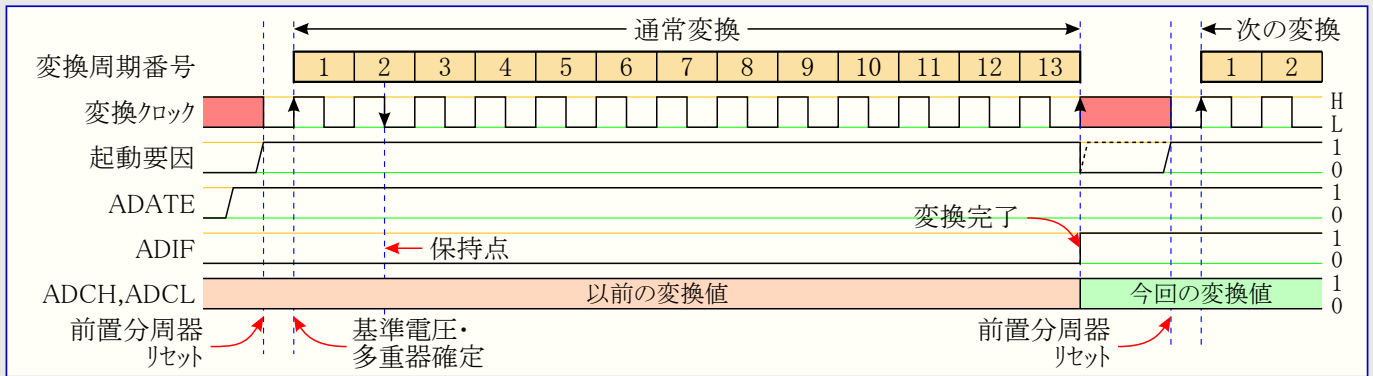 通常変換
次の変換
変換周期番号 1 2 3 4 5 6 7 8 9 10 11 12 13 1 2
変換ｸﾛｯｸ H L
起動要因 1 0
ADATE 1 0
変換完了
ADIF 保持点 1 0
ADCH,ADCL 以前の変換値 今回の変換値 1 0
前置分周器
ﾘｾｯﾄ
基準電圧・
多重器確定
前置分周器
ﾘｾｯﾄ